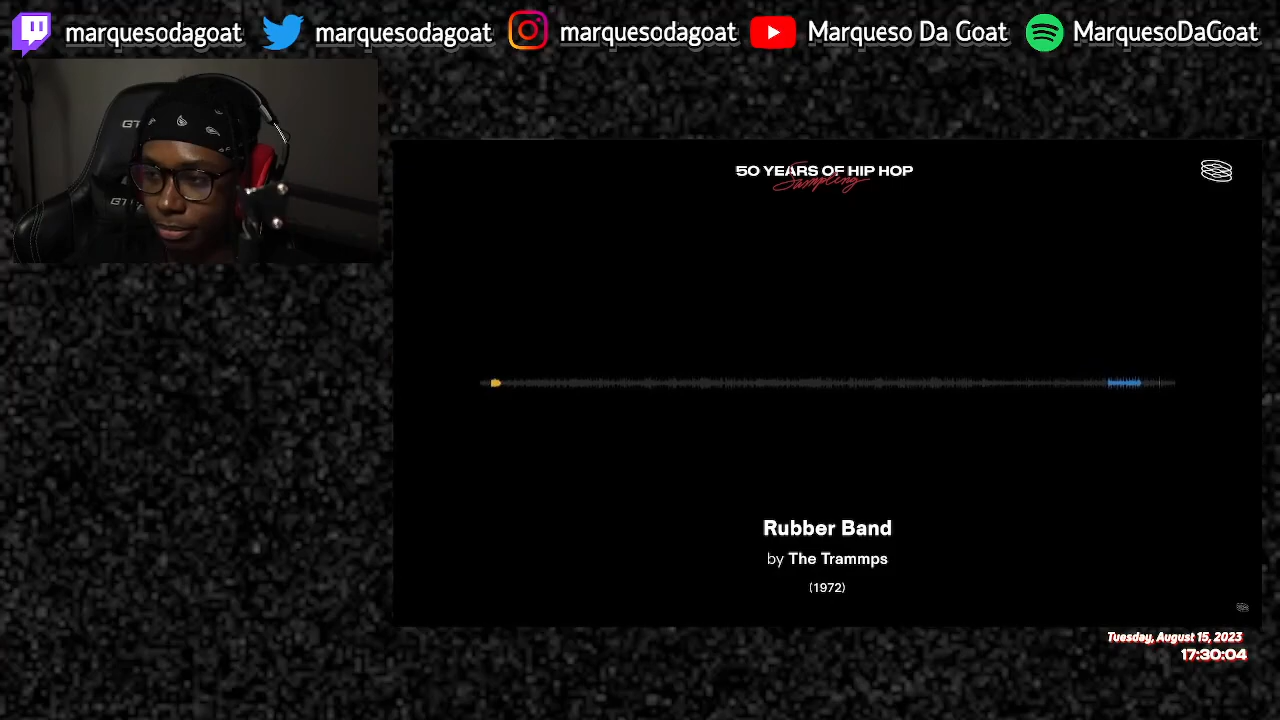 marquesodagoat
marquesodagoat
marquesodagoat
Marqueso Da Goat
MarquesoDaGoat
50 YEARS OF HIP HOP
Sampling
Rubber Band
by The Trammps
(1972)
Tuesday, August 15, 2023
17:30:04